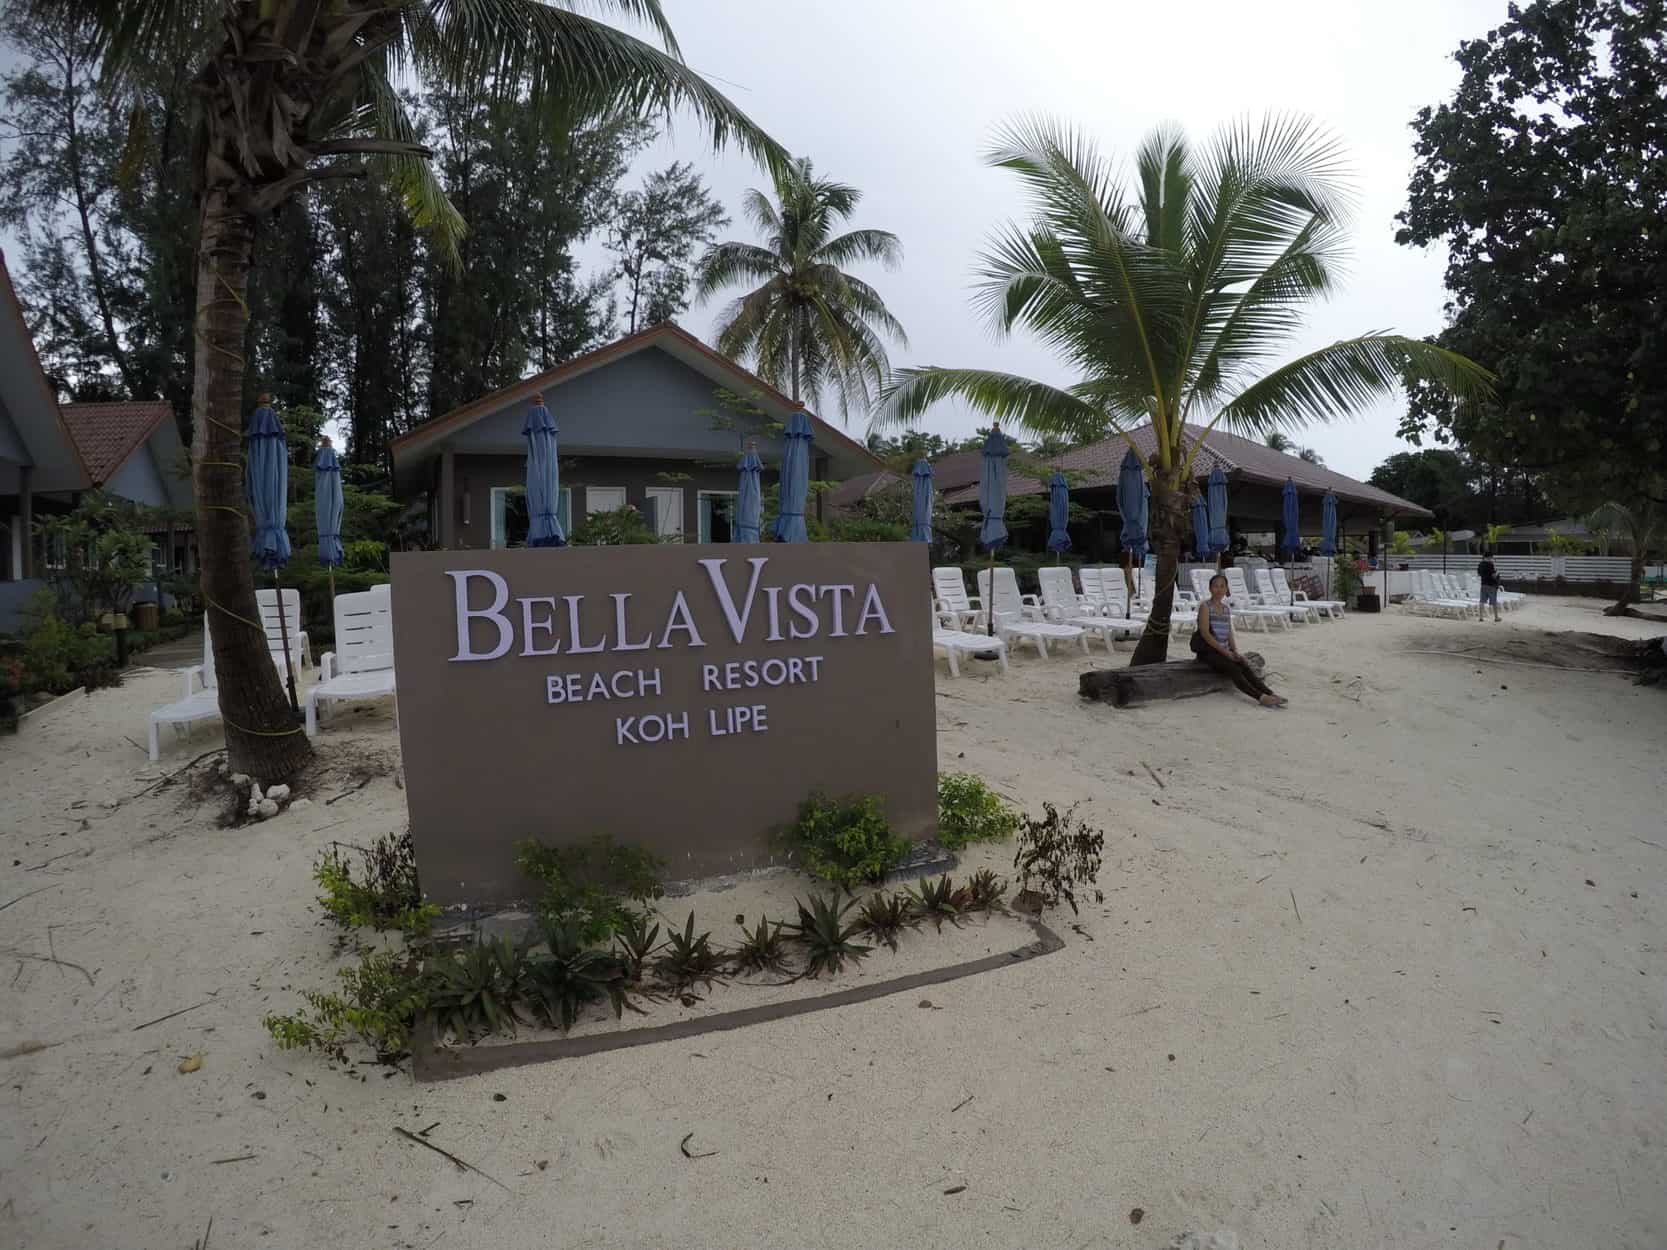 BELLA VISTA
BEACH RESORT
KOH LIPE